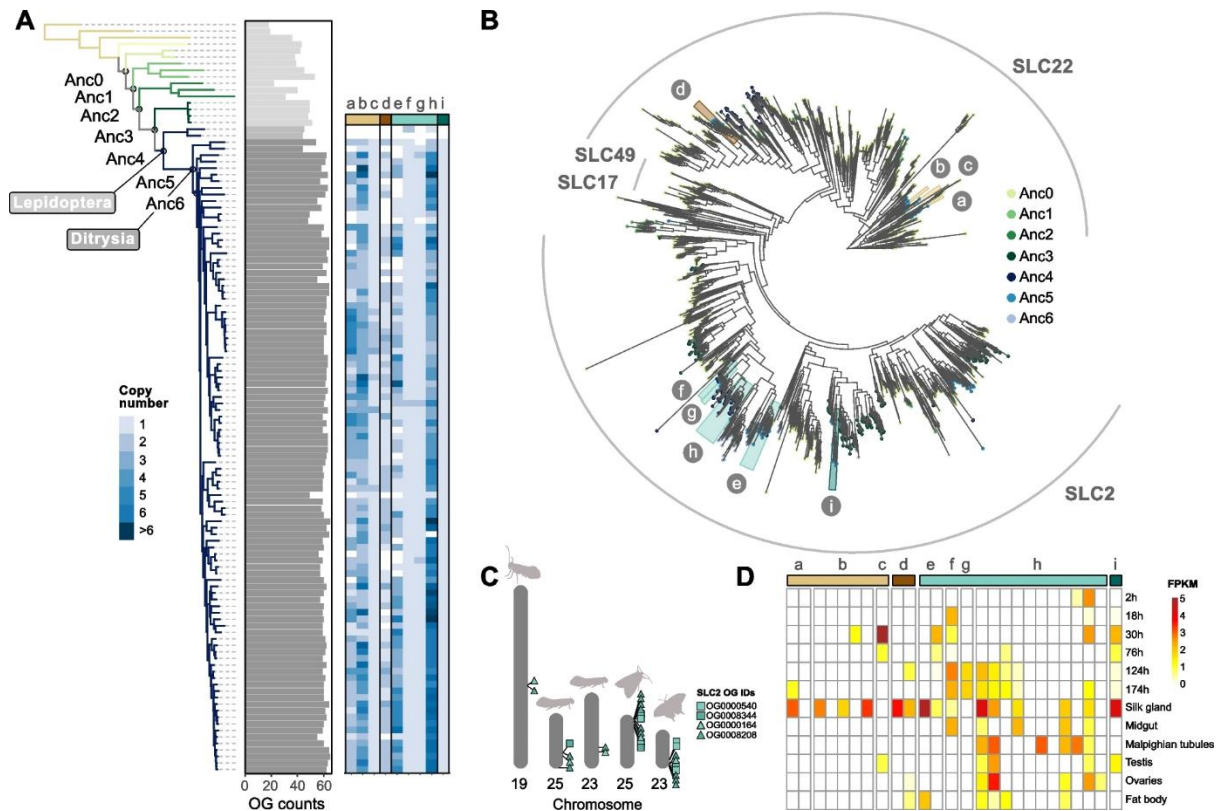 A
Anc0
Anc1
Anc2
Anc3
Anc4
Anc5
Anc6
Lepidoptera
Ditrysia
a b c d e f g h i
Copy
number
1
2
3
4
5
6
>6
0 20 40 60
OG counts
B
SLC22
SLC49
SLC17
SLC2
d
b
c
a
f
g
h
e
i
Anc0
Anc1
Anc2
Anc3
Anc4
Anc5
Anc6
C
19 25 23 25 23
Chromosome
SLC2 OG IDs
OG0000540
OG0008344
OG0000164
OG0008208
D
a b c d e f g h i
FPKM
5
4
3
2
1
0
2h
18h
30h
76h
124h
174h
Silk gland
Midgut
Malpighian tubules
Testis
Ovaries
Fat body